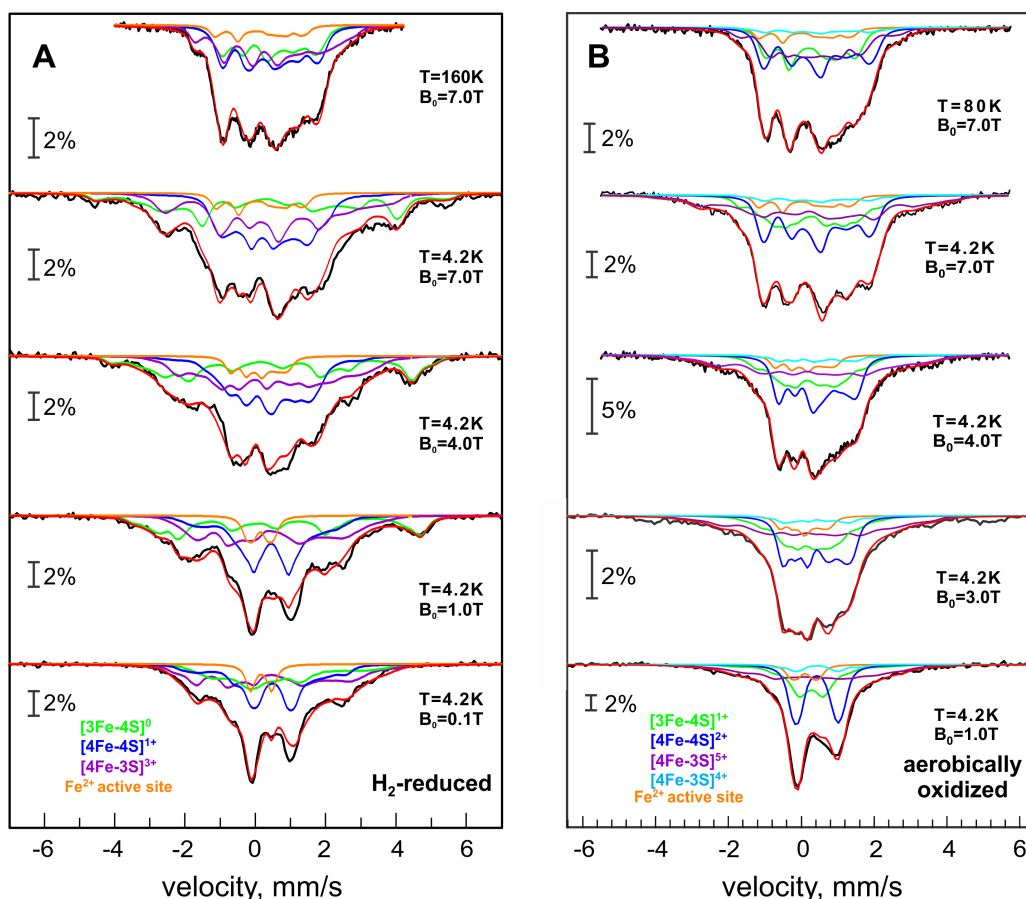 A
T=160K
B₀=7.0T
2%
T=4.2K
B₀=7.0T
2%
T=4.2K
B₀=4.0T
2%
T=4.2K
B₀=1.0T
2%
T=4.2K
B₀=0.1T
2%
[3Fe-4S]⁰
[4Fe-4S]¹⁺
[4Fe-3S]³⁺
Fe²⁺ active site
H₂-reduced
-6 -4 -2 0 2 4 6
velocity, mm/s
B
T=80K
B₀=7.0T
2%
T=4.2K
B₀=7.0T
2%
T=4.2K
B₀=4.0T
5%
T=4.2K
B₀=3.0T
2%
T=4.2K
B₀=1.0T
2%
[3Fe-4S]¹⁺
[4Fe-4S]²⁺
[4Fe-3S]⁵⁺
[4Fe-3S]⁴⁺
Fe²⁺ active site
aerobically
oxidized
-6 -4 -2 0 2 4 6
velocity, mm/s